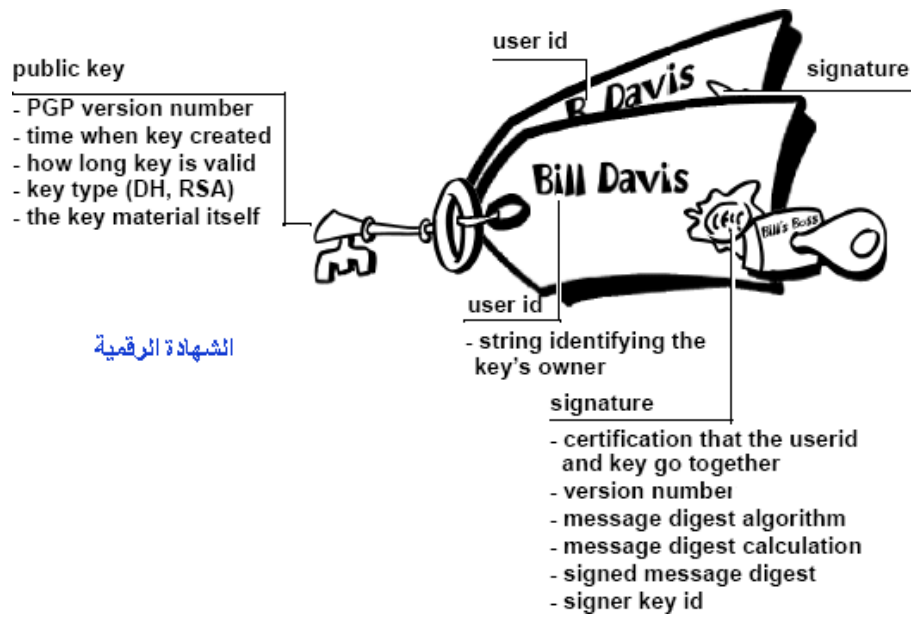 public key
- PGP version number
- time when key created
- how long key is valid
- key type (DH, RSA)
- the key material itself
user id
signature
B. Davis
Bill Davis
Bill's Boss
user id
- string identifying the
key's owner
الشهادة الرقمية
signature
- certification that the userid
and key go together
- version number
- message digest algorithm
- message digest calculation
- signed message digest
- signer key id